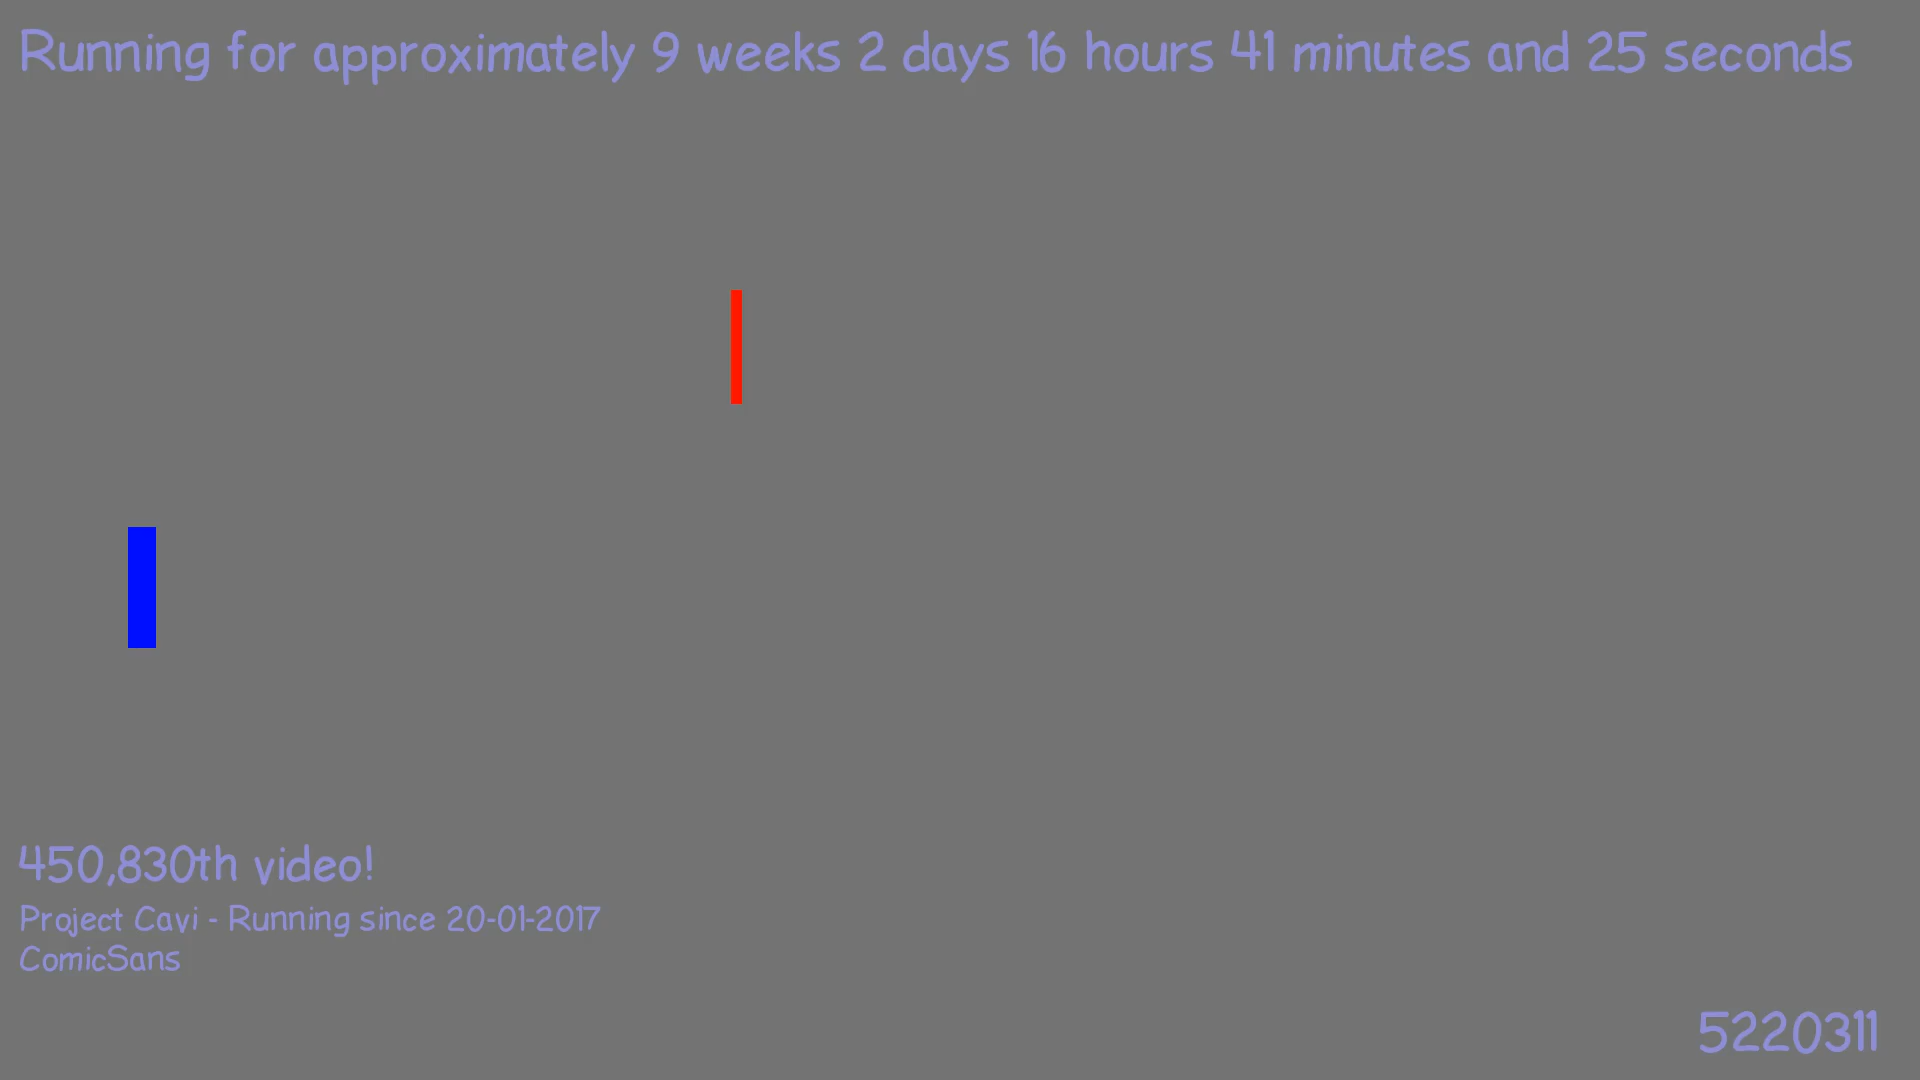 Running for approximately 9 weeks 2 days 16 hours 41 minutes and 25 seconds
450,830th video!
Project Cavi - Running since 20-01-2017
ComicSans
5220311